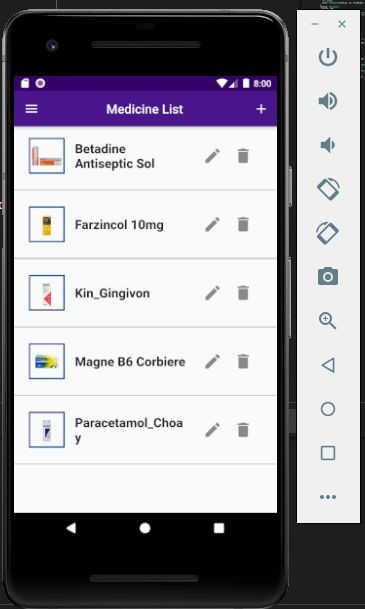 8:00
Medicine List
Betadine
Antiseptic Sol
Farzincol 10mg
Kin_Gingivon
Magne B6 Corbiere
Paracetamol_Choa
y